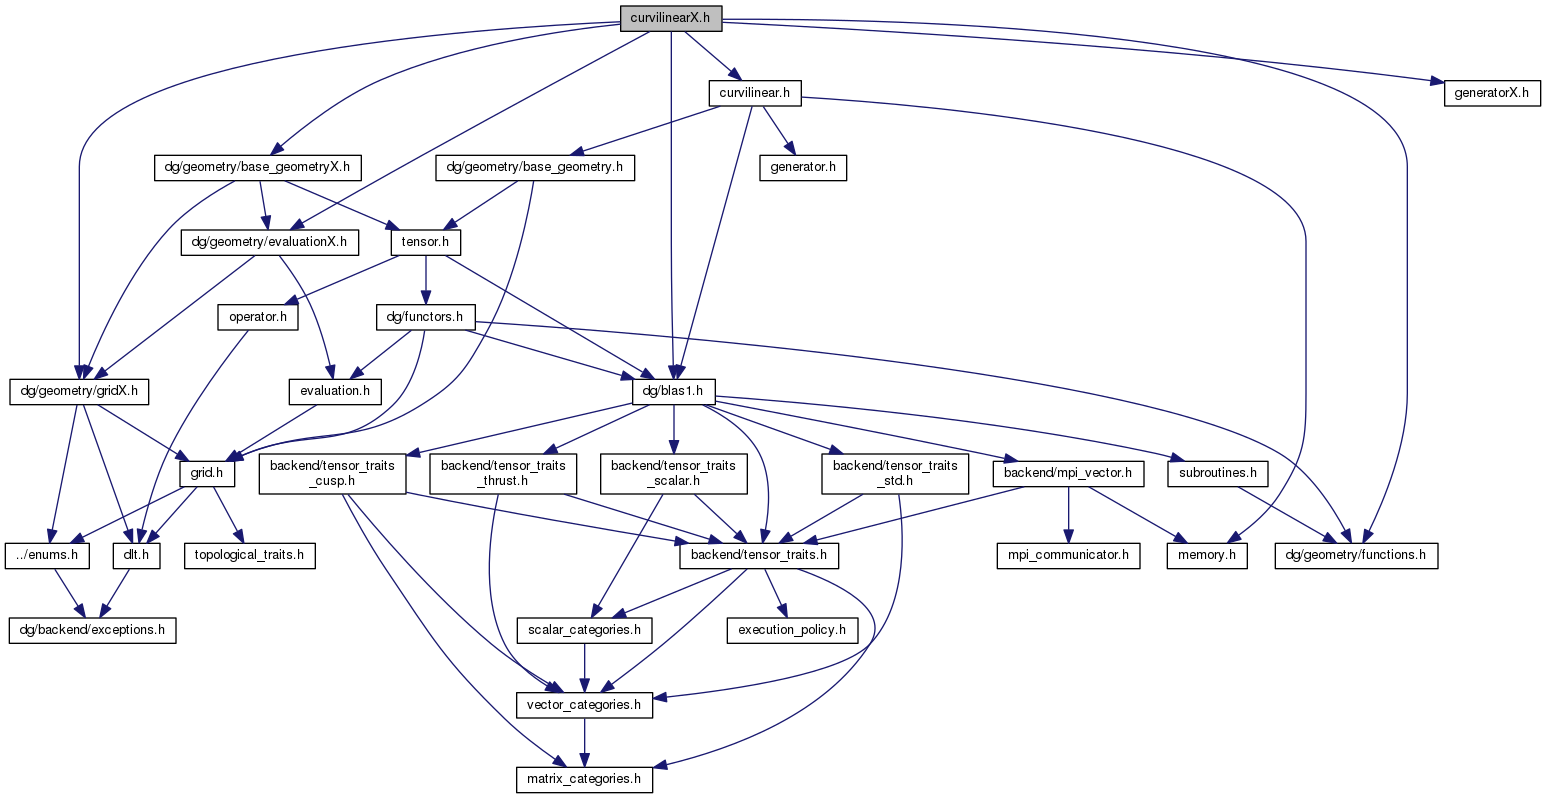 curvilinearX.h
curvilinear.h
generatorX.h
dg/geometry/base_geometryX.h
dg/geometry/base_geometry.h
generator.h
dg/geometry/evaluationX.h
tensor.h
operator.h
dg/functors.h
dg/geometry/gridX.h
evaluation.h
dg/blas1.h
grid.h
backend/tensor_traits
_cusp.h
backend/tensor_traits
_thrust.h
backend/tensor_traits
_scalar.h
backend/tensor_traits
_std.h
backend/mpi_vector.h
subroutines.h
../enums.h
dlt.h
topological_traits.h
backend/tensor_traits.h
mpi_communicator.h
memory.h
dg/geometry/functions.h
dg/backend/exceptions.h
scalar_categories.h
execution_policy.h
vector_categories.h
matrix_categories.h